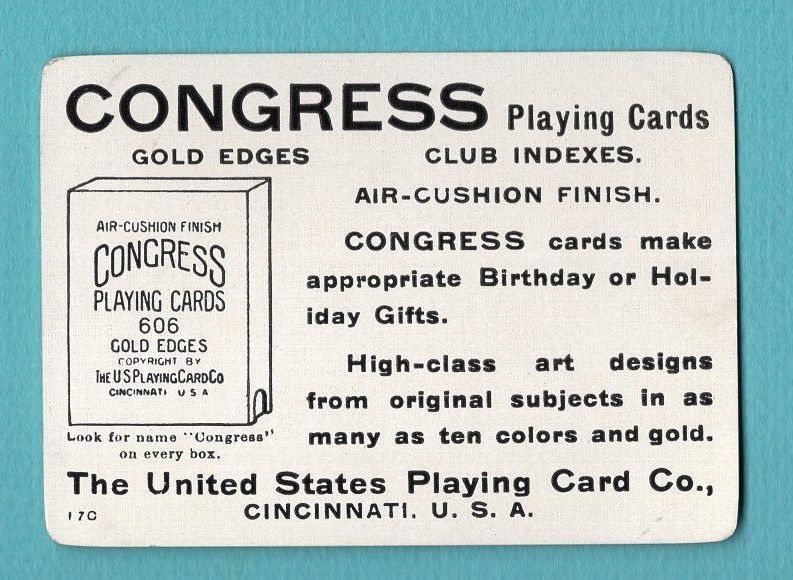 CONGRESS Playing Cards
GOLD EDGES CLUB INDEXES.
AIR-CUSHION FINISH.
AIR-CUSHION FINISH
CONGRESS
PLAYING CARDS
606
GOLD EDGES
COPYRIGHT BY
THE U S PLAYING CARD CO
CINCINNATI U S A
Look for name "Congress"
on every box.
CONGRESS cards make
appropriate Birthday or Hol-
iday Gifts.
High-class art designs
from original subjects in as
many as ten colors and gold.
The United States Playing Card Co.,
CINCINNATI. U. S. A.
17C